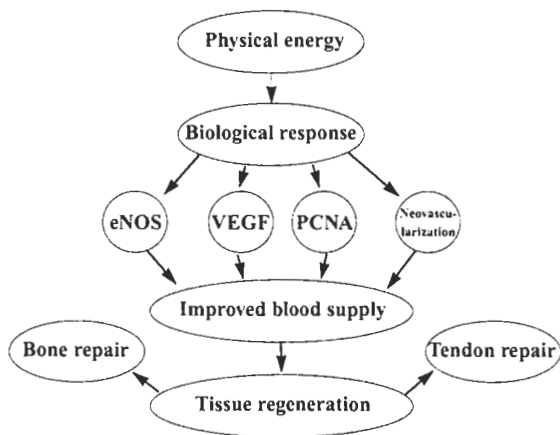 Physical energy
Biological response
eNOS
VEGF
PCNA
Neovascu-
larization
Improved blood supply
Bone repair
Tendon repair
Tissue regeneration